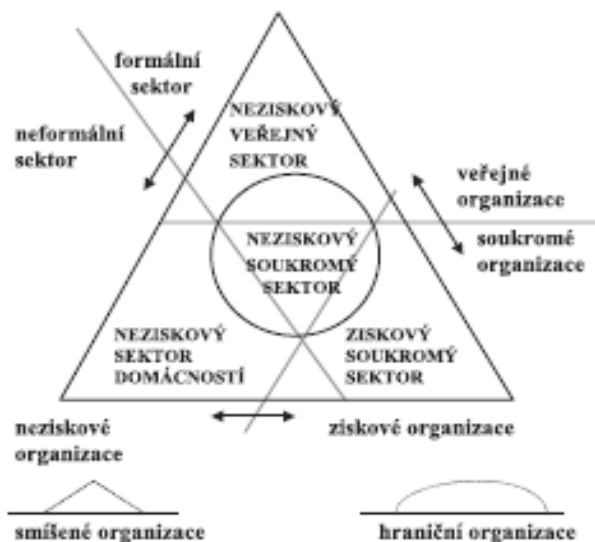 formální
sektor
neformální
sektor
NEZISKOVÝ
VEŘEJNÝ
SEKTOR
veřejné
organizace
soukromé
organizace
NEZISKOVÝ
SOUKROMÝ
SEKTOR
NEZISKOVÝ
SEKTOR
DOMÁCNOSTÍ
ZISKOVÝ
SOUKROMÝ
SEKTOR
neziskové
organizace
ziskové organizace
smíšené organizace
hraniční organizace